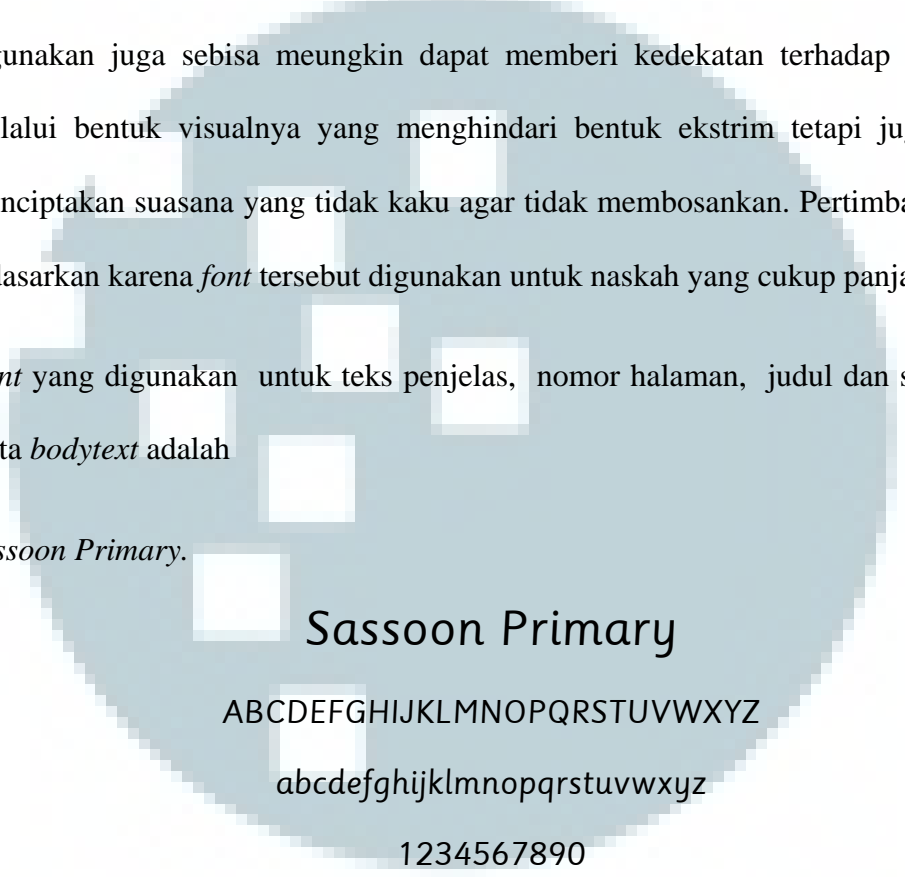 gunakan juga sebisa meungkin dapat memberi kedekatan terhadap
lalui bentuk visualnya yang menghindari bentuk ekstrim tetapi jug
nciptakan suasana yang tidak kaku agar tidak membosankan. Pertimba
dasarkan karena font tersebut digunakan untuk naskah yang cukup panja
nt yang digunakan untuk teks penjelas, nomor halaman, judul dan s
ta bodytext adalah
ssoon Primary.
Sassoon Primary
ABCDEFGHIJKLMNOPQRSTUVWXYZ
abcdefghijklmnopqrstuvwxyz
1234567890